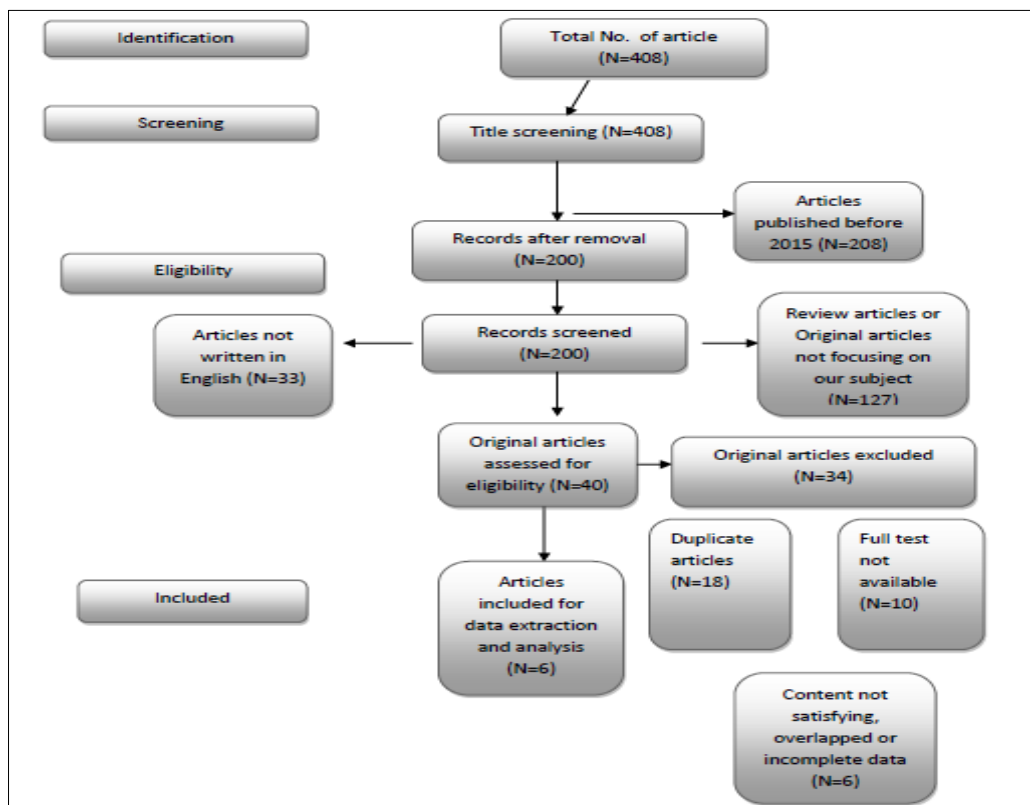 Identification
Total No. of article
(N=408)
Screening
Title screening (N=408)
Articles
published before
2015 (N=208)
Records after removal
(N=200)
Eligibility
Articles not
written in
English (N=33)
Records screened
(N=200)
Review articles or
Original articles
not focusing on
our subject
(N=127)
Original articles
assessed for
eligibility (N=40)
Original articles excluded
(N=34)
Duplicate
articles
(N=18)
Full test
not
available
(N=10)
Included
Articles
included for
data extraction
and analysis
(N=6)
Content not
satisfying,
overlapped or
incomplete data
(N=6)